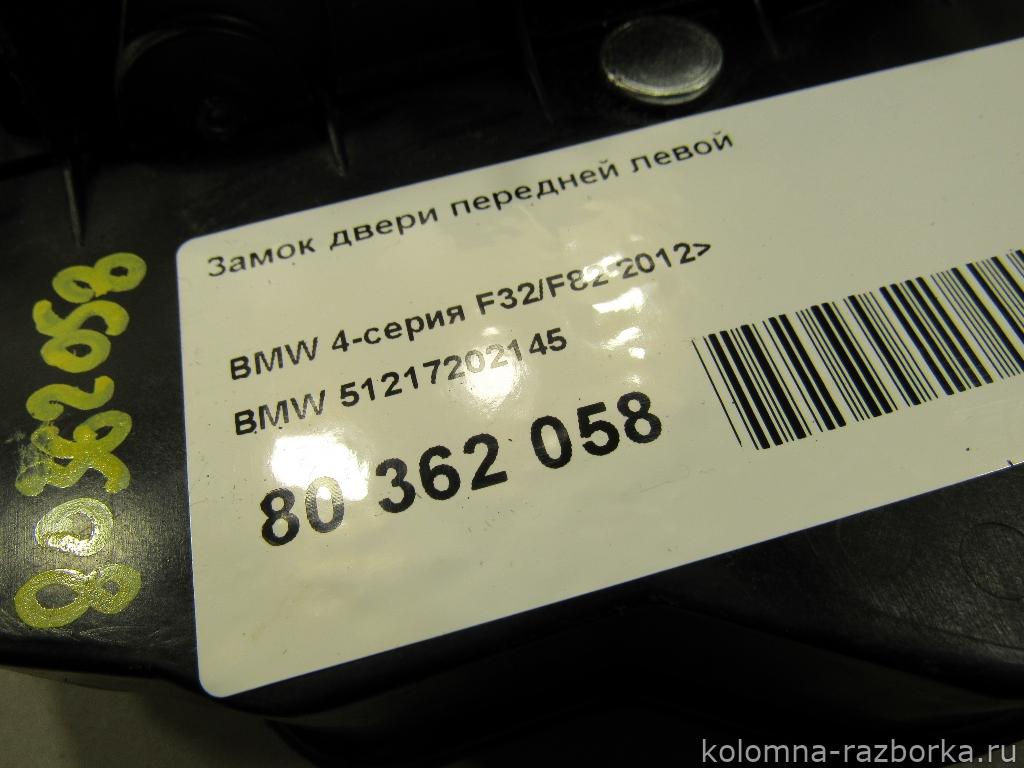 Замок двери передней левой
BMW 4-серия F32/F82 2012>
BMW 51217202145
80 362 058
80362058
kolomna-razborka.ru